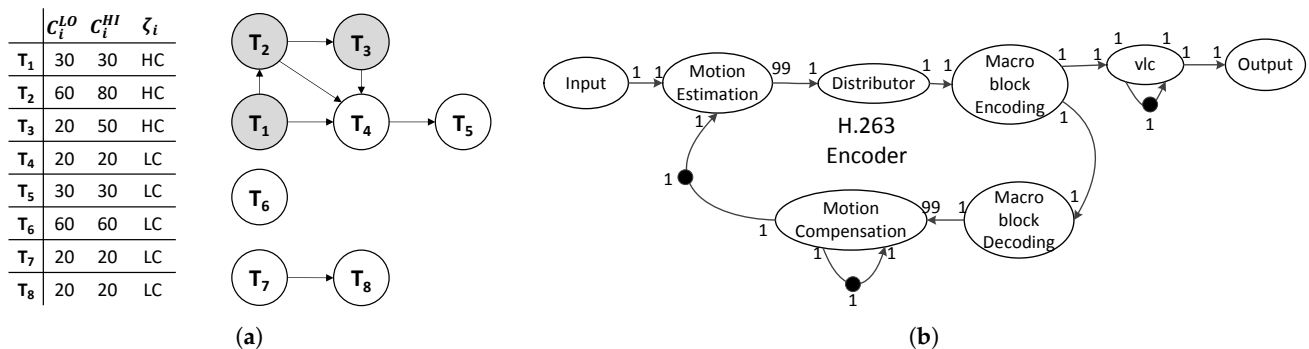 C_i^LO C_i^HI ζ_i
T1 30 30 HC
T2 60 80 HC
T3 20 50 HC
T4 20 20 LC
T5 30 30 LC
T6 60 60 LC
T7 20 20 LC
T8 20 20 LC
T2 T3
T1 T4 T5
T6
T7 T8
(a)
Input 1 1 Motion Estimation 99 1 Distributor 1 1 Macro block Encoding 1 1 1 vlc 1 1 1 Output
1 1 1
H.263
Encoder
1 Motion Compensation 99 1 Macro block Decoding 1
1 1 1
1
(b)